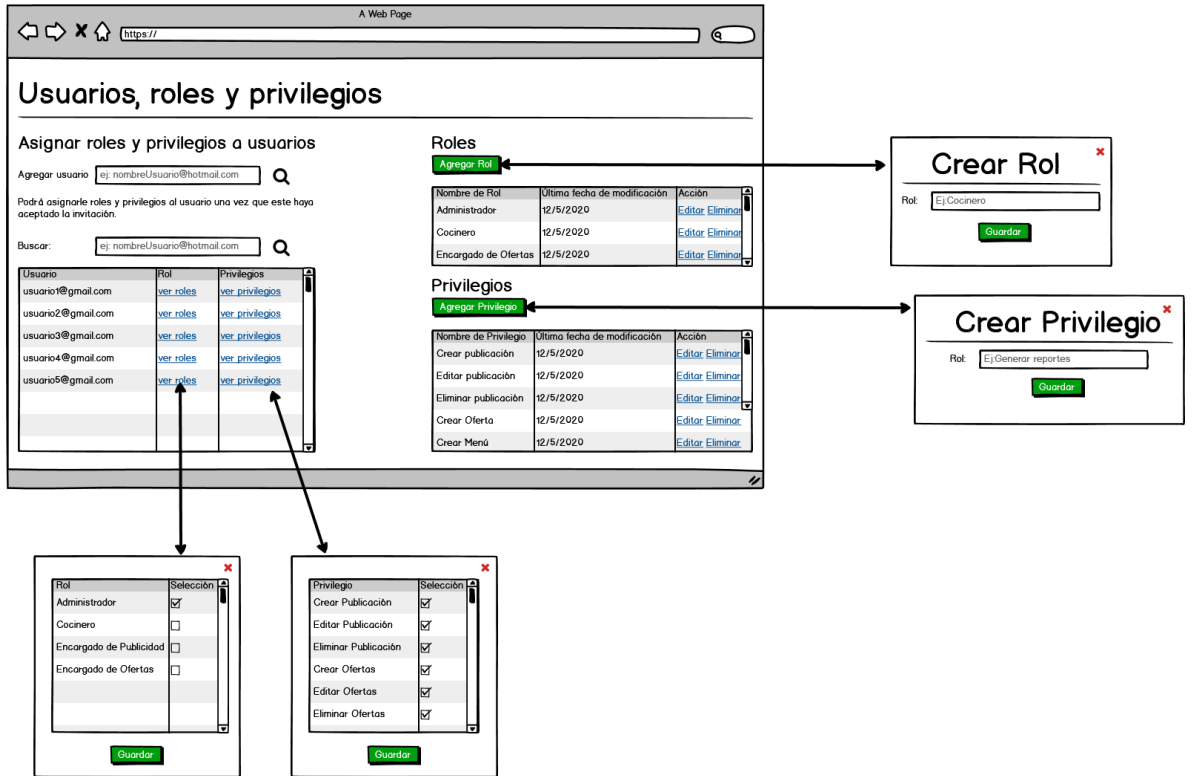 A Web Page
https://
Usuarios, roles y privilegios
Asignar roles y privilegios a usuarios
Agregar usuario ej: nombreUsuario@hotmail.com
Podrá asignarle roles y privilegios al usuario una vez que este haya
aceptado la invitación.
Buscar: ej: nombreUsuario@hotmail.com
Usuario Rol Privilegios
usuario1@gmail.com ver roles ver privilegios
usuario2@gmail.com ver roles ver privilegios
usuario3@gmail.com ver roles ver privilegios
usuario4@gmail.com ver roles ver privilegios
usuario5@gmail.com ver roles ver privilegios
Roles
Agregar Rol
Nombre de Rol Última fecha de modificación Acción
Administrador 12/5/2020 Editar Eliminar
Cocinero 12/5/2020 Editar Eliminar
Encargado de Ofertas 12/5/2020 Editar Eliminar
Privilegios
Agregar Privilegio
Nombre de Privilegio Última fecha de modificación Acción
Crear publicación 12/5/2020 Editar Eliminar
Editar publicación 12/5/2020 Editar Eliminar
Eliminar publicación 12/5/2020 Editar Eliminar
Crear Oferta 12/5/2020 Editar Eliminar
Crear Menú 12/5/2020 Editar Eliminar
Crear Rol
Rol: Ej:Cocinero
Guardar
Crear Privilegio
Rol: Ej:Generar reportes
Guardar
Rol Selección
Administrador
Cocinero
Encargado de Publicidad
Encargado de Ofertas
Guardar
Privilegio Selección
Crear Publicación
Editar Publicación
Eliminar Publicación
Crear Ofertas
Editar Ofertas
Eliminar Ofertas
Guardar